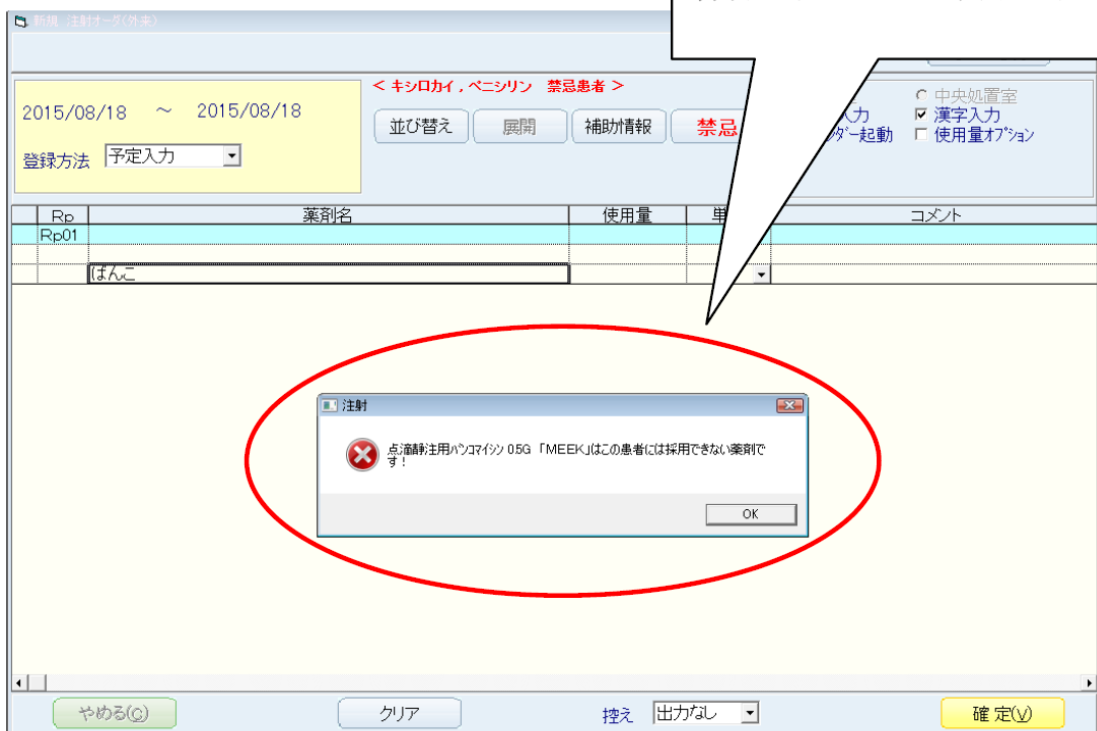 新規 注射オーダ(外来)
< キシロカイ , ペニシリン 禁忌患者 >
2015/08/18 ～ 2015/08/18
登録方法 予定入力
並び替え 展開 補助情報 禁忌
中央処置室
入力 漢字入力
ダー起動 使用量オプション
Rp 薬剤名 使用量 単 コメント
Rp01
ばんこ
注射
点滴静注用バンコマイシン 0.5G 「MEEK」はこの患者には採用できない薬剤で
す！
OK
やめる(C) クリア 控え 出力なし 確 定(V)